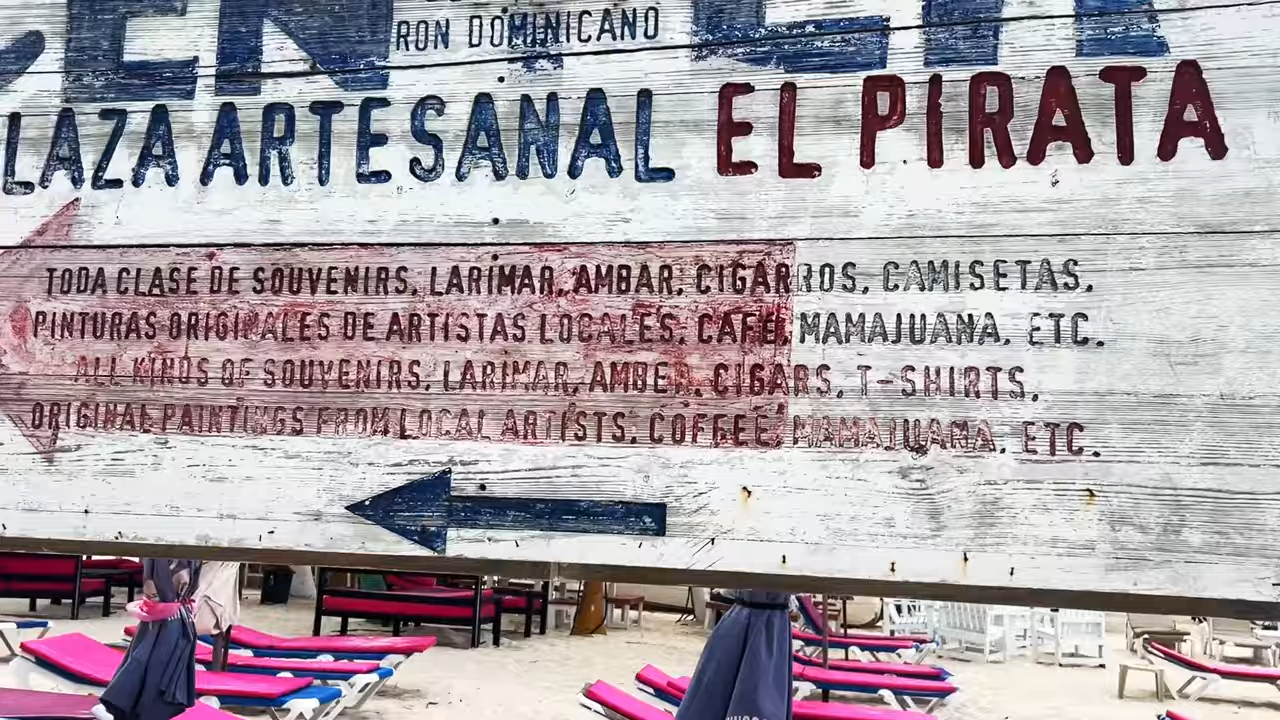 RON DOMINICANO
LAZA ARTESANAL EL PIRATA
TODA CLASE DE SOUVENIRS, LARIMAR, AMBAR, CIGARROS, CAMISETAS,
PINTURAS ORIGINALES DE ARTISTAS LOCALES, CAFE, MAMAJUANA, ETC.
ALL KINDS OF SOUVENIRS, LARIMAR, AMBER, CIGARS, T-SHIRTS,
ORIGINAL PAINTINGS FROM LOCAL ARTISTS, COFFEE, MAMAJUAMA, ETC.